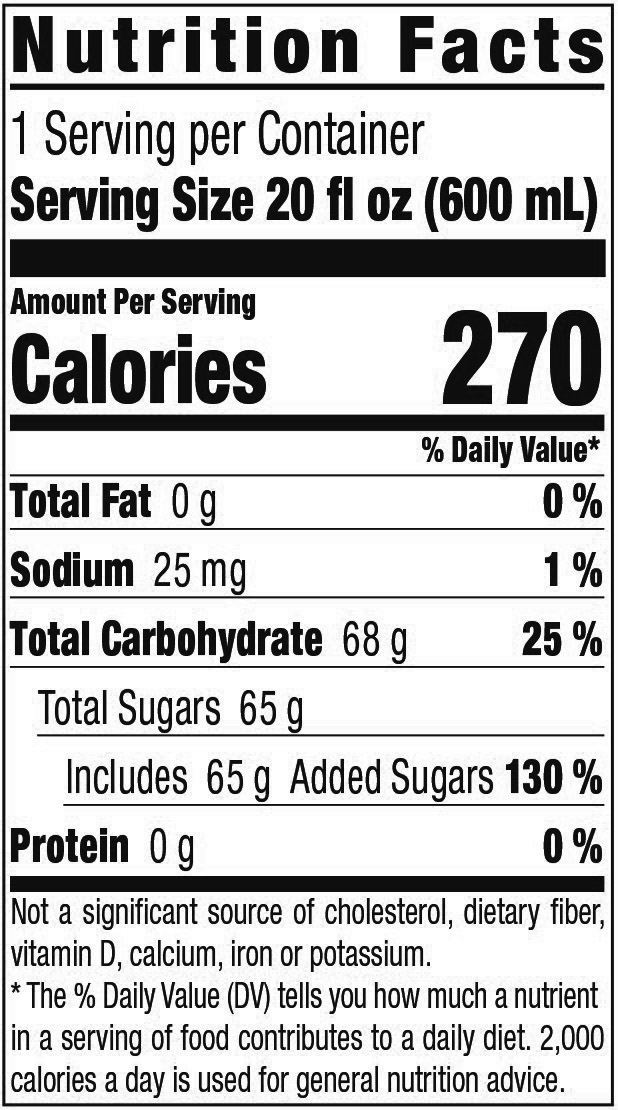 Nutrition Facts
1 Serving per Container
Serving Size 20 fl oz (600 mL)
Amount Per Serving
Calories 270
% Daily Value*
Total Fat 0 g 0 %
Sodium 25 mg 1 %
Total Carbohydrate 68 g 25 %
Total Sugars 65 g
Includes 65 g Added Sugars 130 %
Protein 0 g 0 %
Not a significant source of cholesterol, dietary fiber,
vitamin D, calcium, iron or potassium.
* The % Daily Value (DV) tells you how much a nutrient
in a serving of food contributes to a daily diet. 2,000
calories a day is used for general nutrition advice.